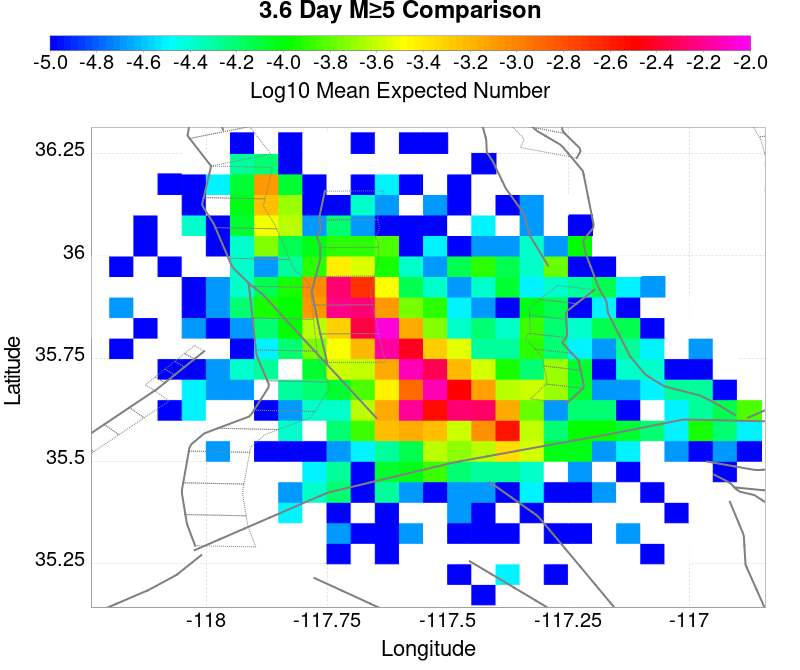 3.6 Day M≥5 Comparison
-5.0 -4.8 -4.6 -4.4 -4.2 -4.0 -3.8 -3.6 -3.4 -3.2 -3.0 -2.8 -2.6 -2.4 -2.2 -2.0
Log10 Mean Expected Number
36.25
36
35.75
35.5
35.25
Latitude
-118 -117.75 -117.5 -117.25 -117
Longitude